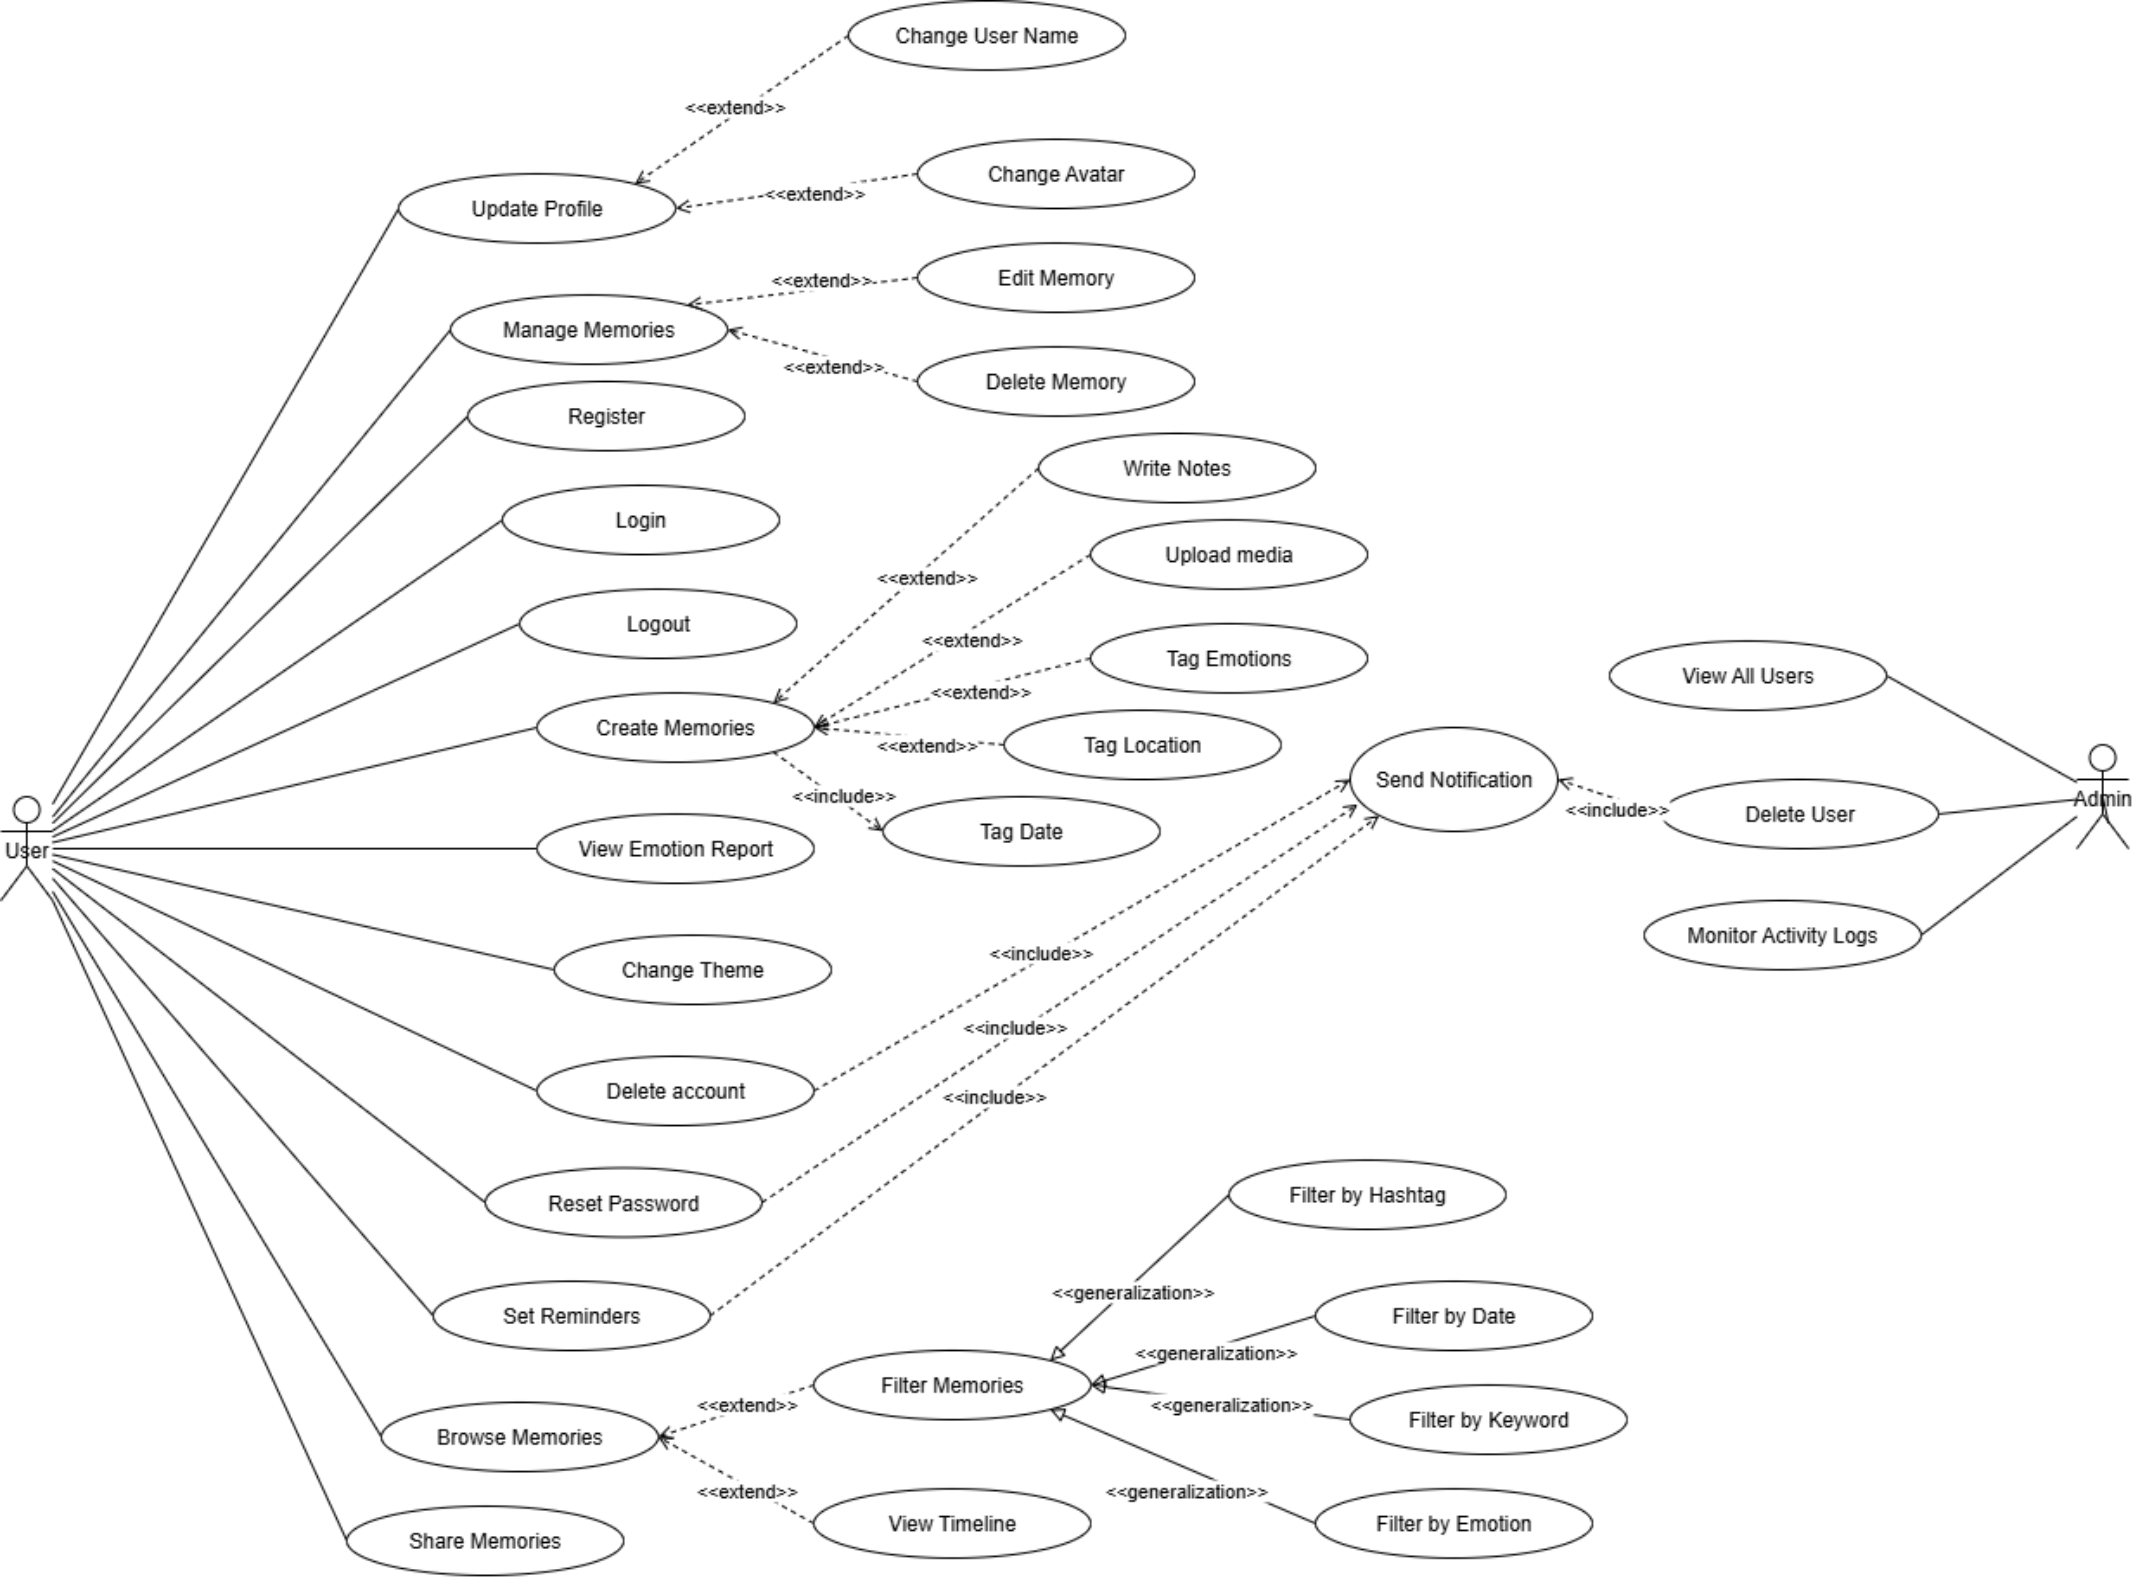 Change User Name
<<extend>>
Change Avatar
<<extend>>
Update Profile
Edit Memory
<<extend>>
Manage Memories
<<extend>>
Delete Memory
Register
Write Notes
Login
Upload media
<<extend>>
Logout
<<extend>>
Tag Emotions
<<extend>>
View All Users
Create Memories
<<extend>>
Tag Location
Send Notification
<<include>>
<<include>>
Delete User
Admin
Tag Date
User
View Emotion Report
Monitor Activity Logs
<<include>>
Change Theme
<<include>>
Delete account
<<include>>
Reset Password
Filter by Hashtag
<<generalization>>
Set Reminders
Filter by Date
<<generalization>>
Filter Memories
<<extend>>
<<generalization>>
Filter by Keyword
Browse Memories
<<extend>>
<<generalization>>
View Timeline
Filter by Emotion
Share Memories